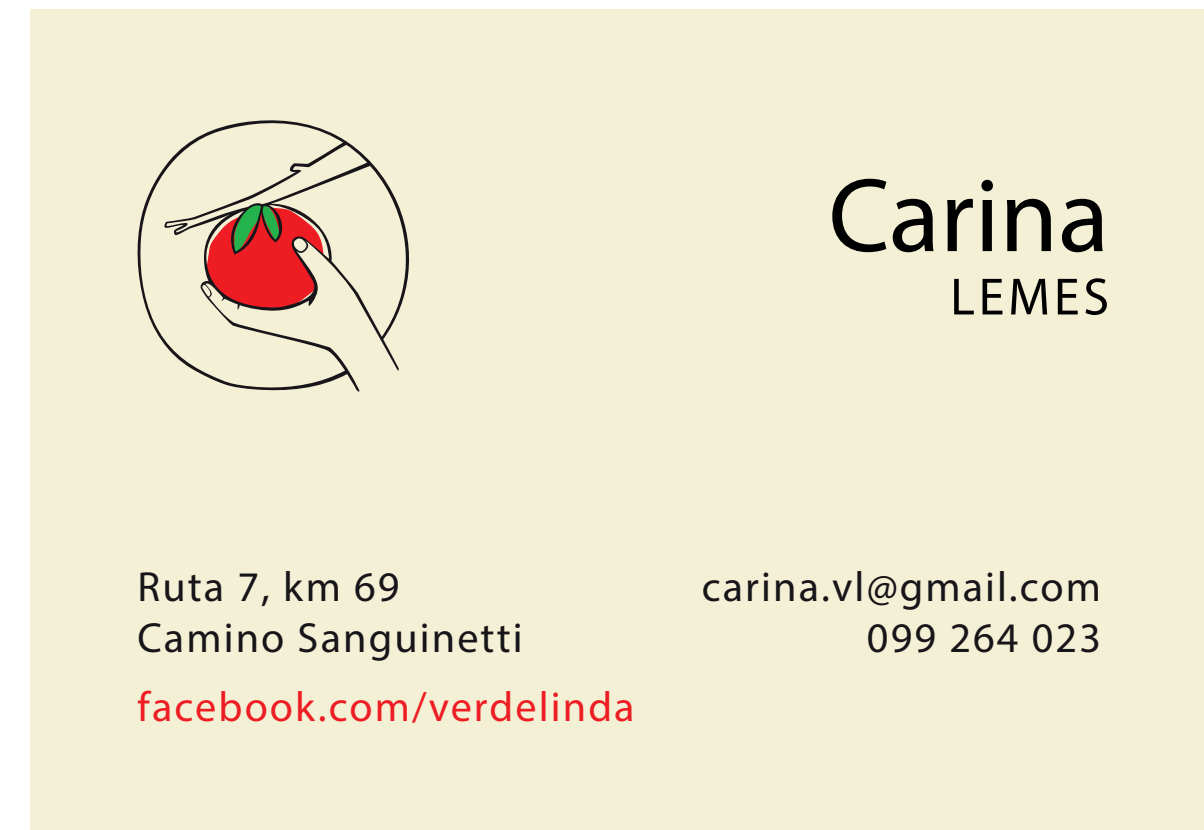 Carina
LEMES
Ruta 7, km 69
Camino Sanguinetti
facebook.com/verdelinda
carina.vl@gmail.com
099 264 023